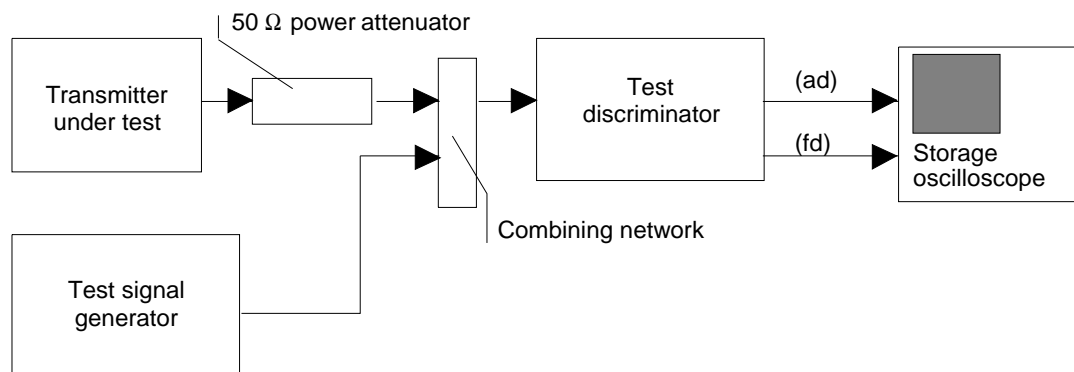 50 Ω power attenuator
Transmitter
under test
Test
discriminator
(ad)
(fd)
Storage
oscilloscope
Combining network
Test signal
generator